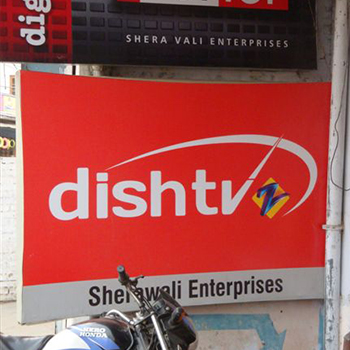 dig
SHERA VALI ENTERPRISES
dishtv
Sherawali Enterprises
HERO
HONDA